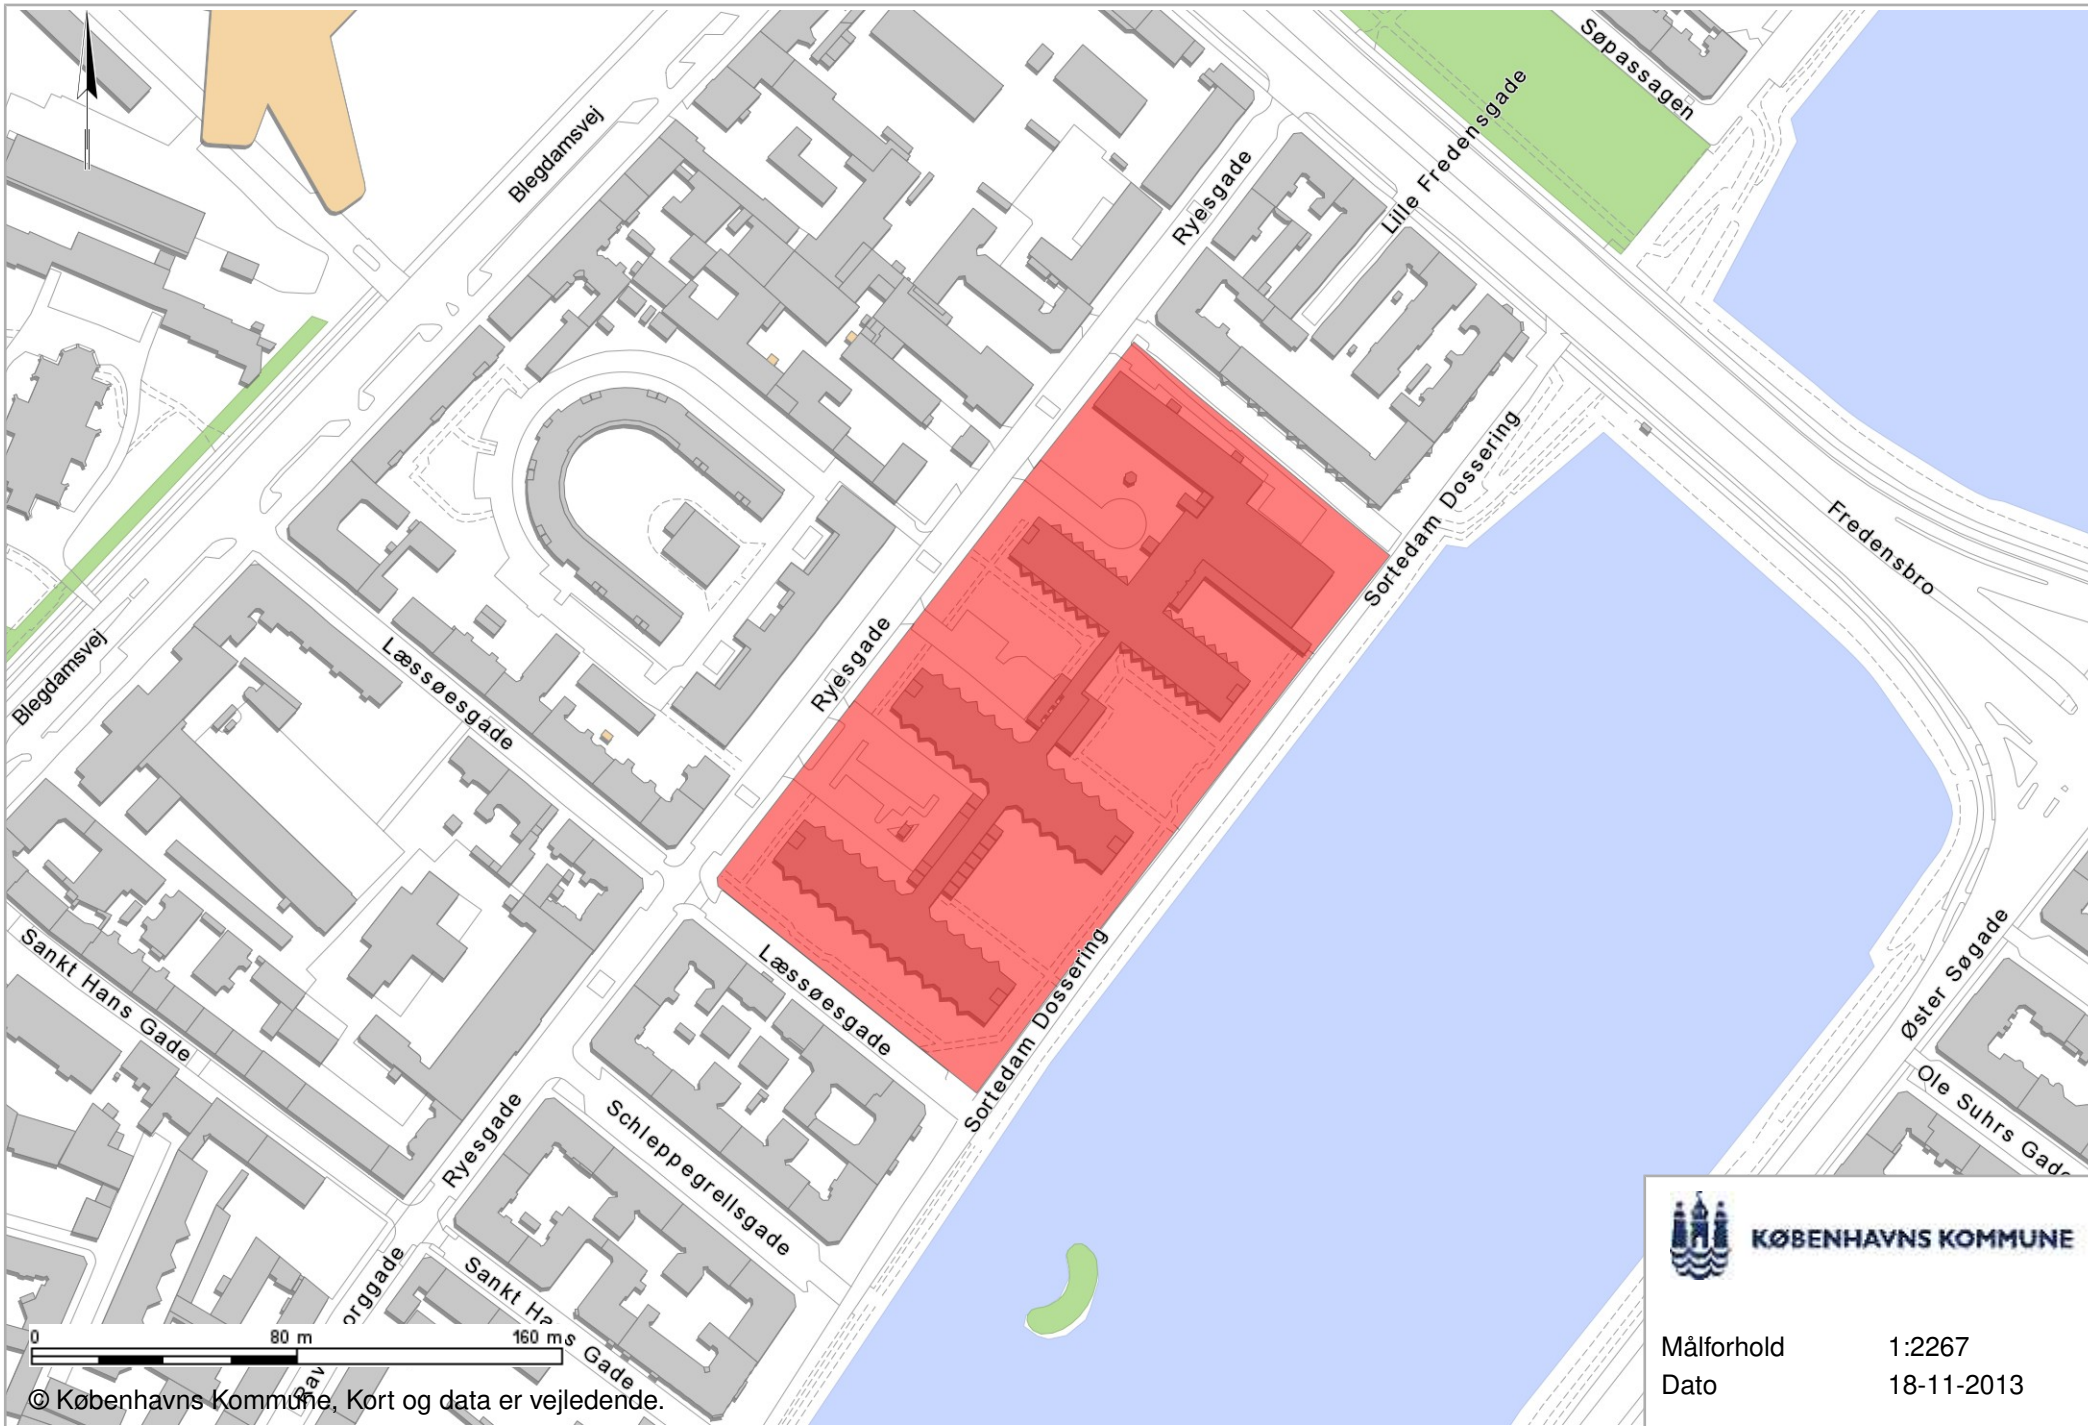 Søpassagen
Lille Fredensgade
Blegdamsvej
Ryesgade
Sortedam Dossering
Fredensbro
Blegdamsvej
Læssøesgade
Ryesgade
Sankt Hans Gade
Læssøesgade
Sortedam Dossering
Øster Søgade
Ole Suhrs Gade
Ryesgade
Schleppegrellsgade
Sankt Hans Gade
0 80 m 160 ms
© Københavns Kommune, Kort og data er vejledende.
KØBENHAVNS KOMMUNE
Målforhold 1:2267
Dato 18-11-2013